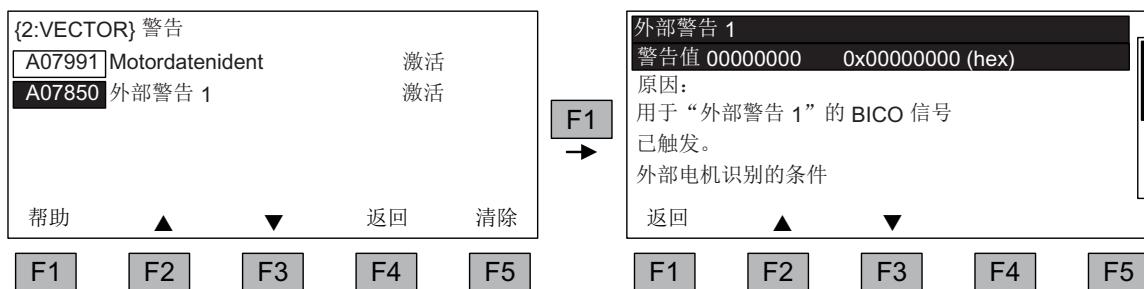 {2:VECTOR} 警告
A07991 Motordatenident 激活
A07850 外部警告 1 激活
帮助 ▲ ▼ 返回 清除
F1 F2 F3 F4 F5
F1
外部警告 1
警告值 00000000 0x00000000 (hex)
原因：
用于“外部警告 1”的 BICO 信号
已触发。
外部电机识别的条件
返回 ▲ ▼
F1 F2 F3 F4 F5